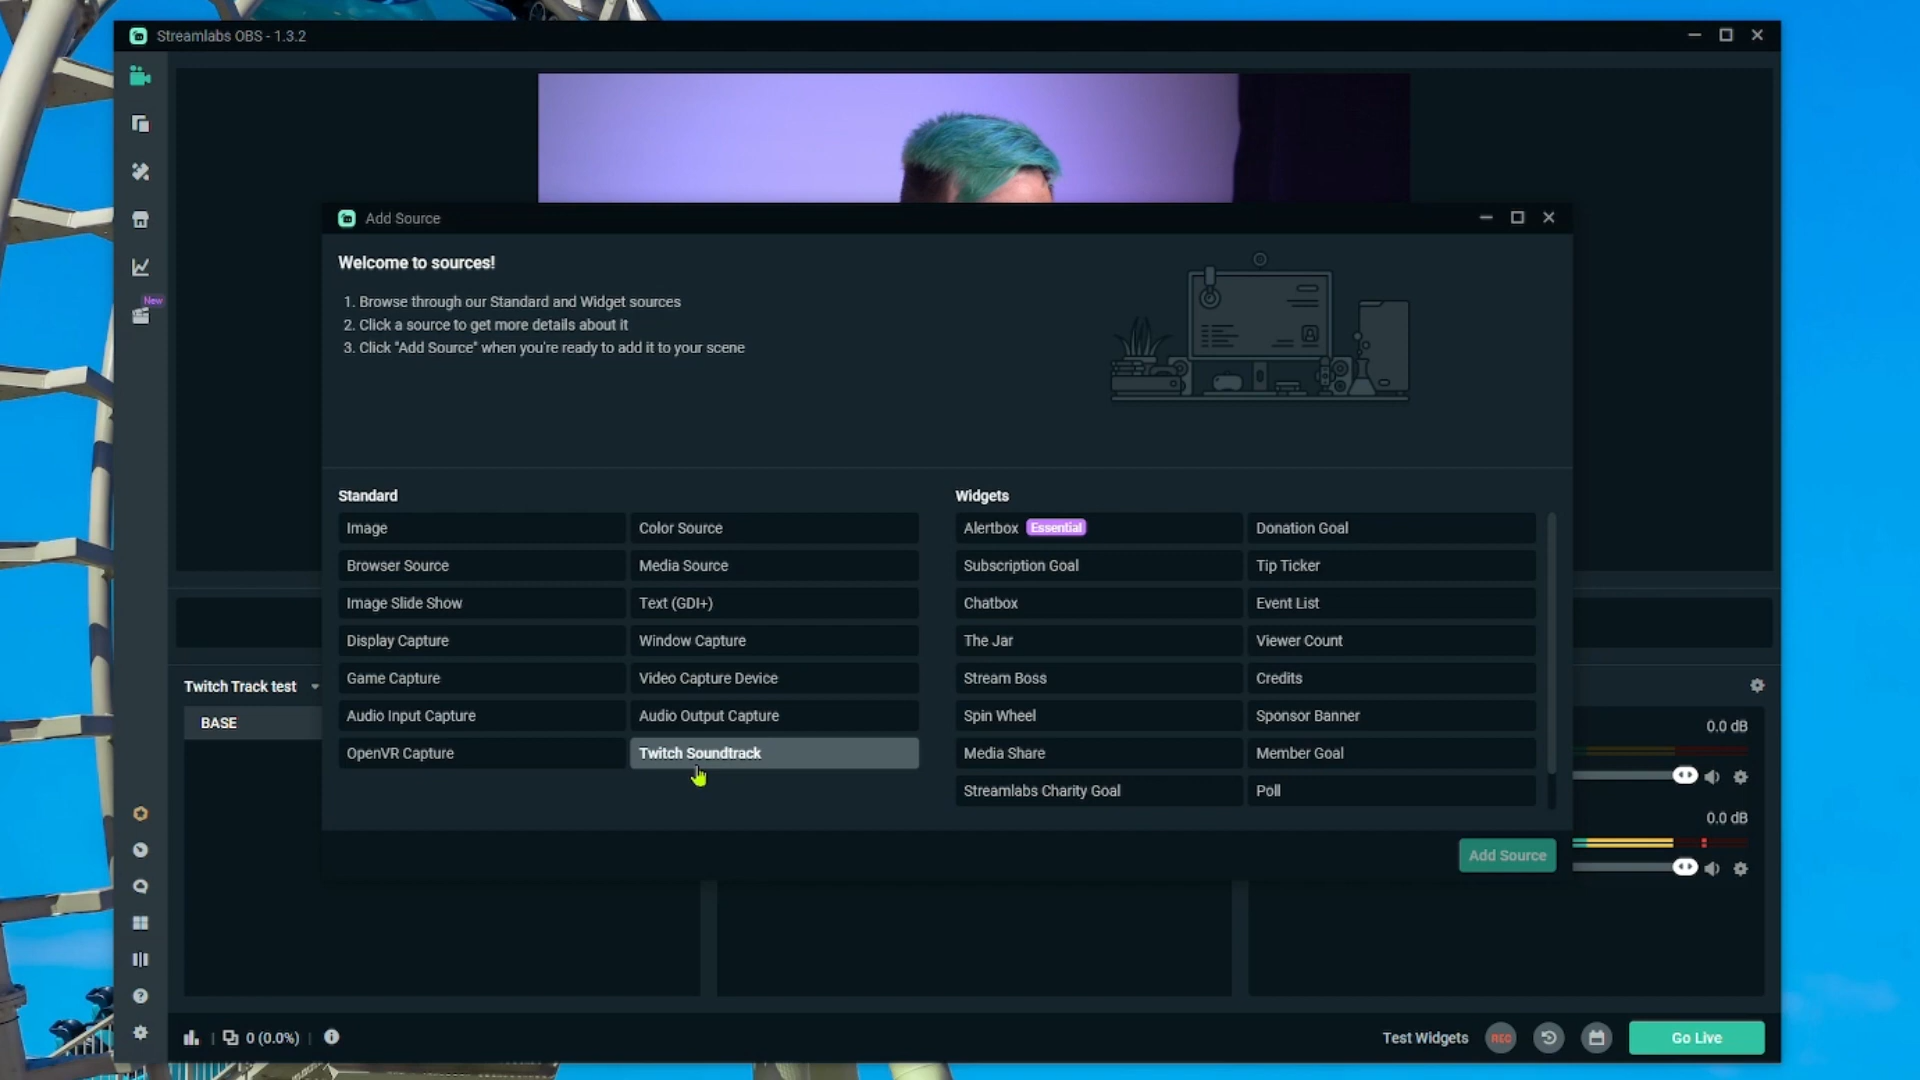 Streamlabs OBS - 1.3.2
New
Add Source
Welcome to sources!
1. Browse through our Standard and Widget sources
2. Click a source to get more details about it
3. Click "Add Source" when you're ready to add it to your scene
Standard
Image
Color Source
Browser Source
Media Source
Image Slide Show
Text (GDI+)
Display Capture
Window Capture
Game Capture
Video Capture Device
Audio Input Capture
Audio Output Capture
OpenVR Capture
Twitch Soundtrack
Widgets
Alertbox Essential
Donation Goal
Subscription Goal
Tip Ticker
Chatbox
Event List
The Jar
Viewer Count
Stream Boss
Credits
Spin Wheel
Sponsor Banner
Media Share
Member Goal
Streamlabs Charity Goal
Poll
Add Source
Twitch Track test
BASE
0.0 dB
0.0 dB
0 (0.0%)
Test Widgets
REC
Go Live